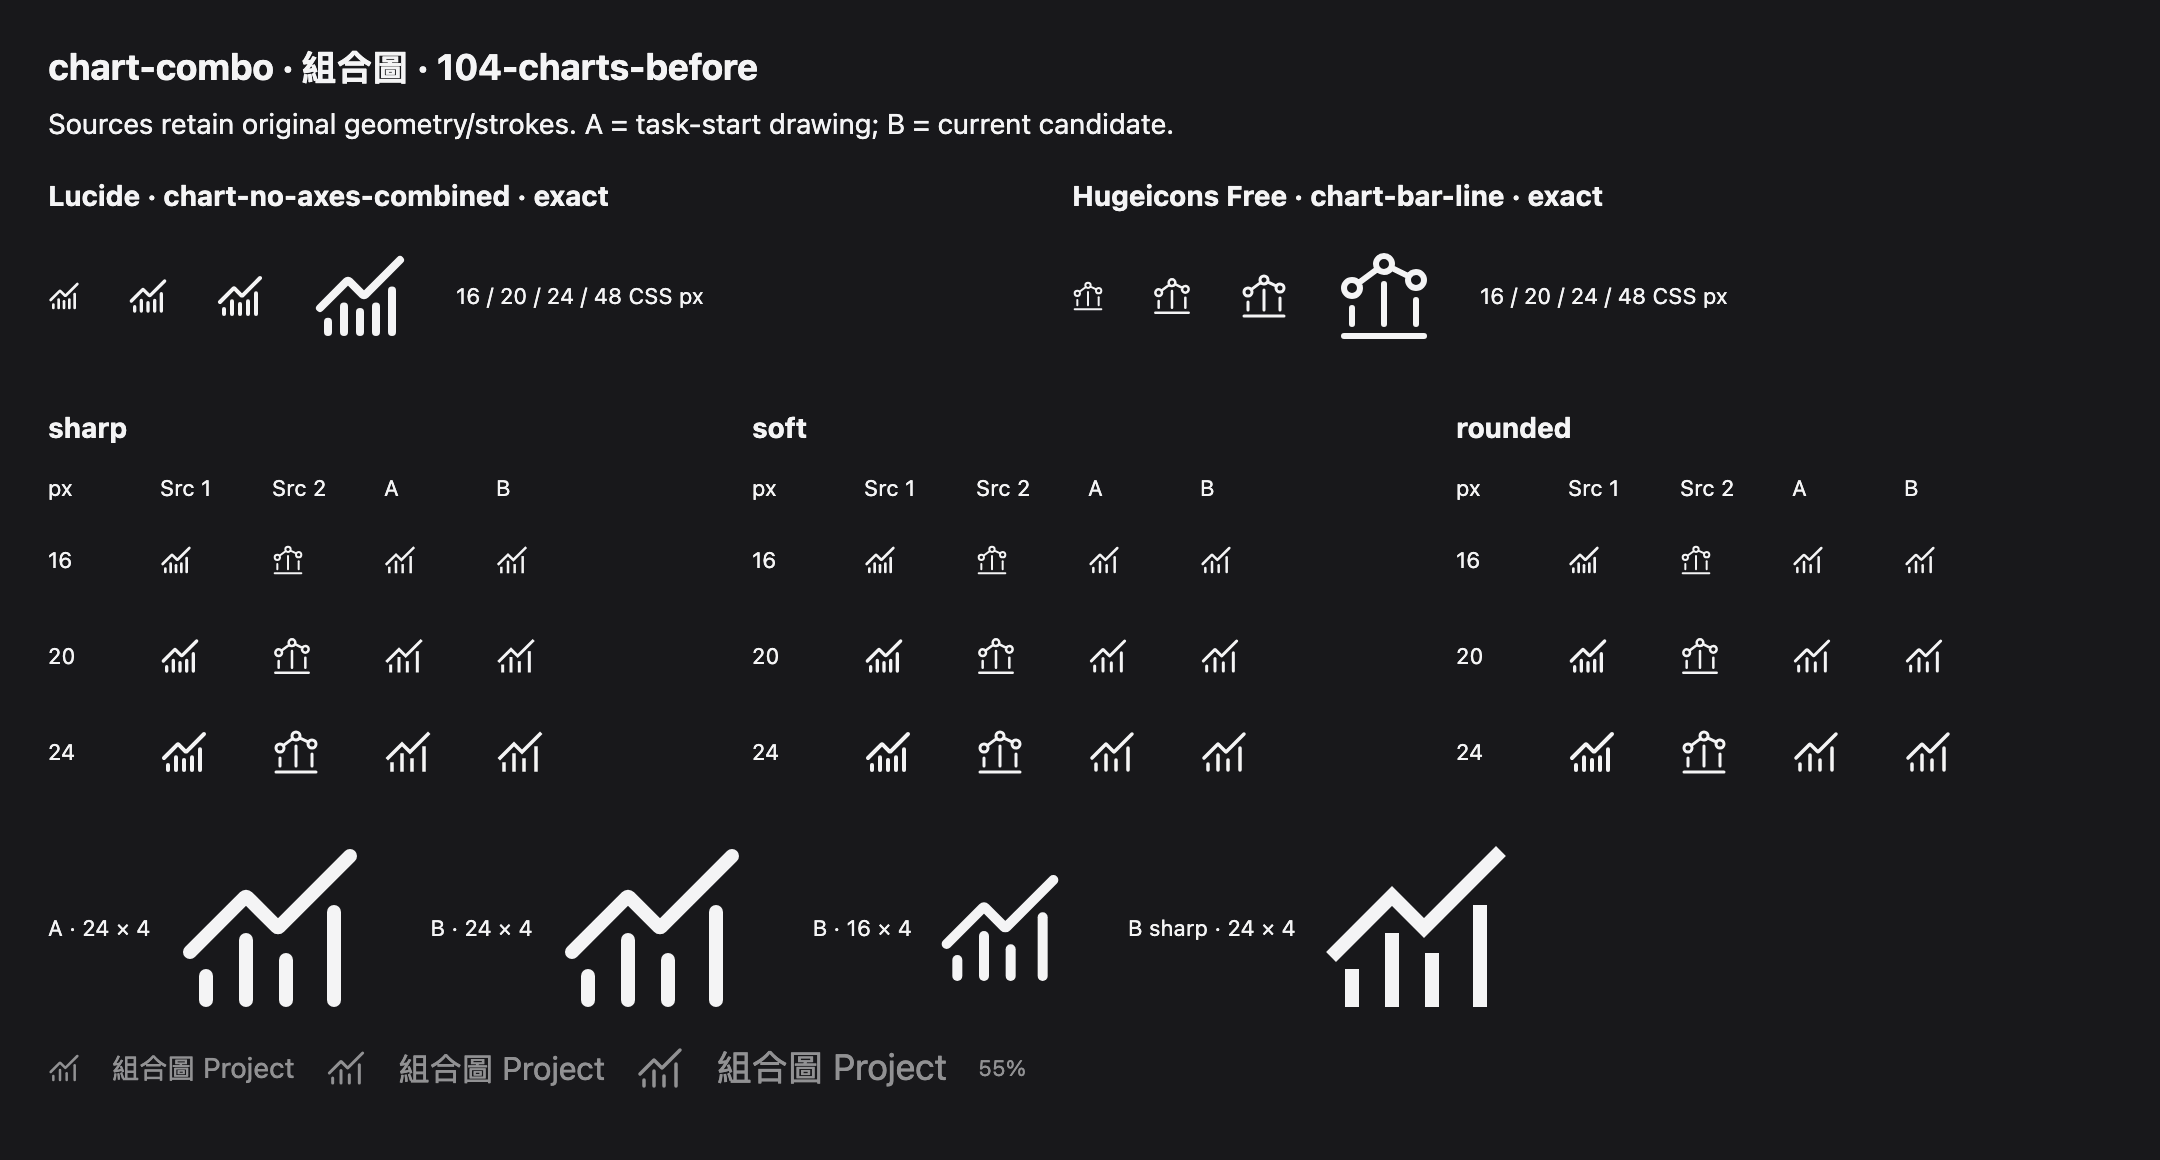 chart-combo · 組合圖 · 104-charts-before
Sources retain original geometry/strokes. A = task-start drawing; B = current candidate.
Lucide · chart-no-axes-combined · exact
16 / 20 / 24 / 48 CSS px
Hugeicons Free · chart-bar-line · exact
16 / 20 / 24 / 48 CSS px
sharp
px Src 1 Src 2 A B
16
20
24
soft
px Src 1 Src 2 A B
16
20
24
rounded
px Src 1 Src 2 A B
16
20
24
A · 24 × 4
B · 24 × 4
B · 16 × 4
B sharp · 24 × 4
組合圖 Project 組合圖 Project 組合圖 Project 55%